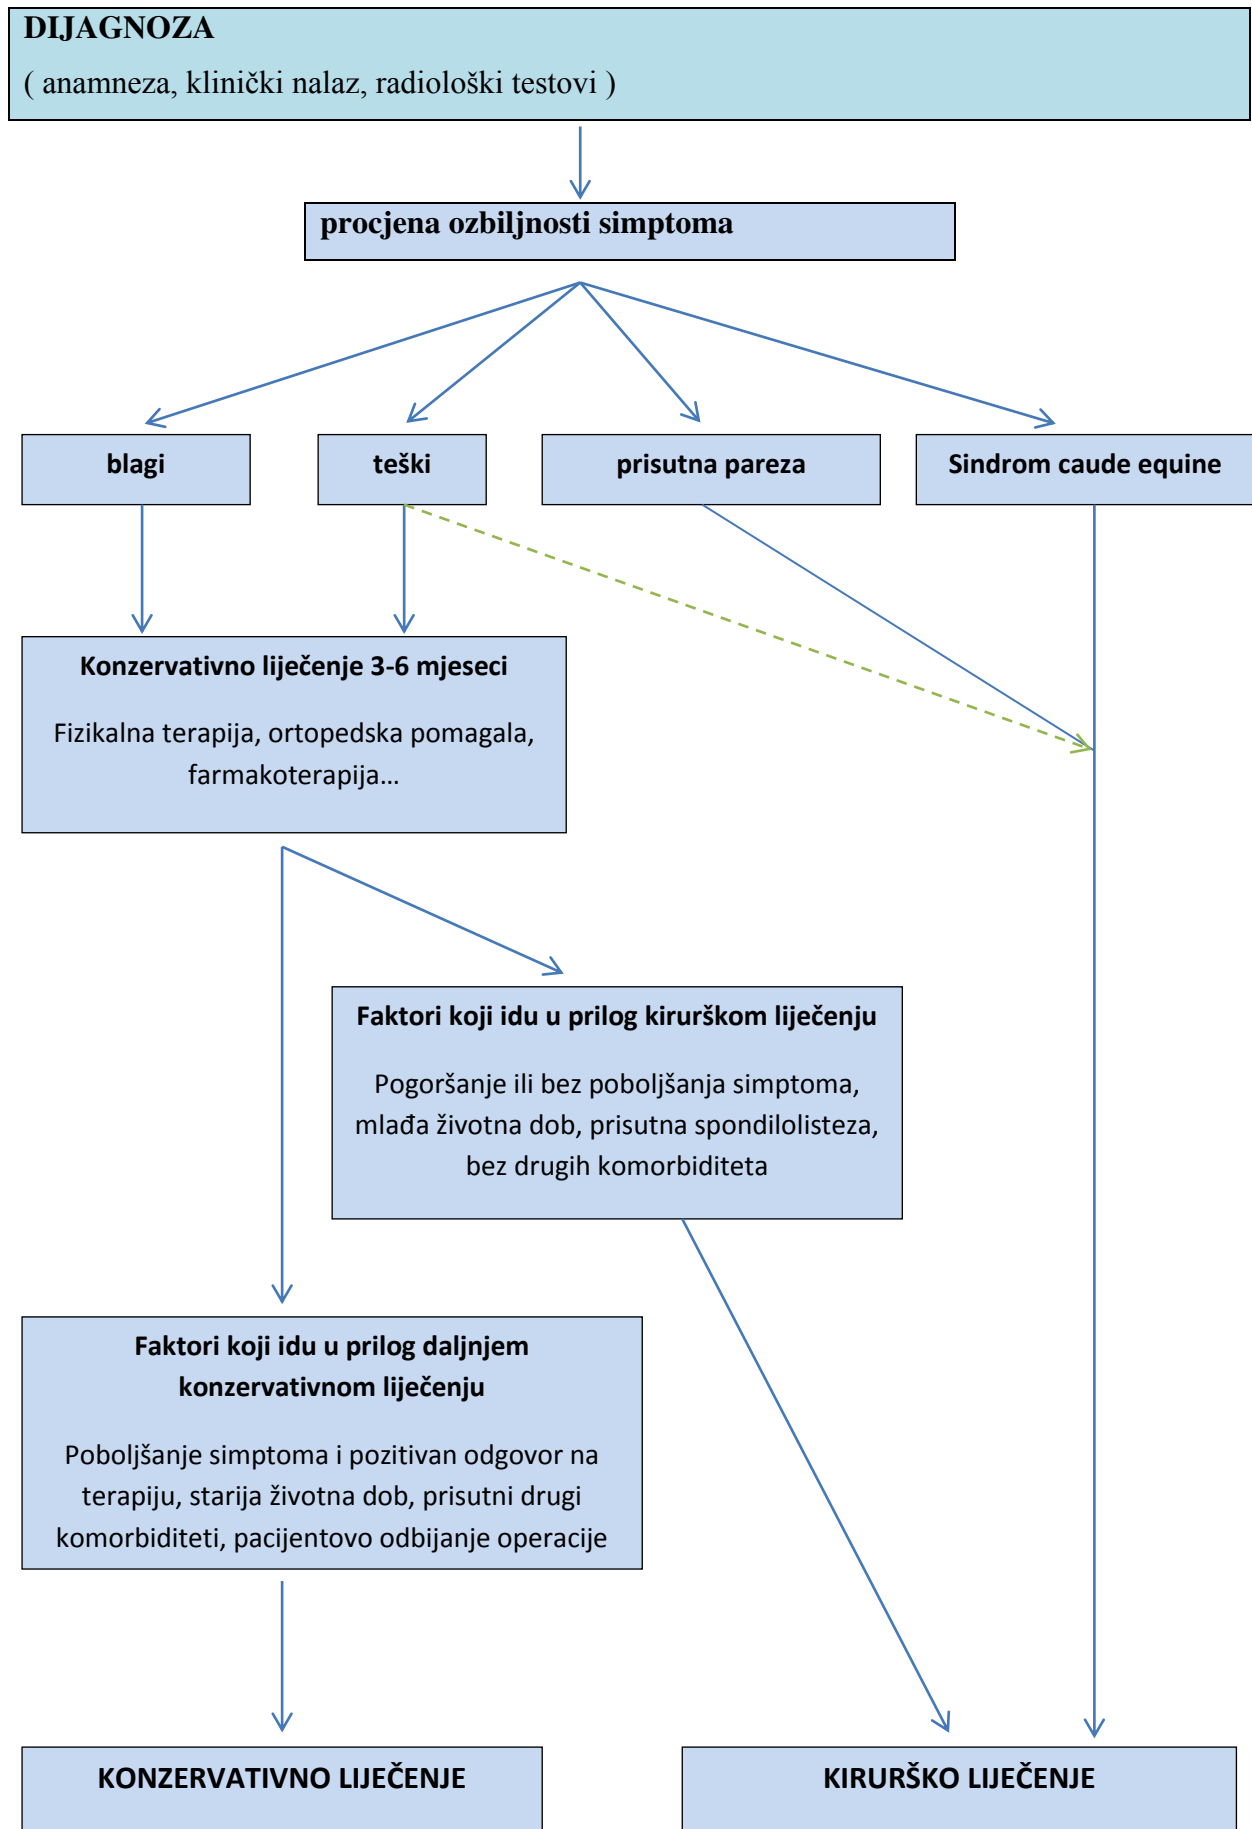 DIJAGNOZA
( anamneza, klinički nalaz, radiološki testovi )
procjena ozbiljnosti simptoma
blagi
teški
prisutna pareza
Sindrom caude equine
Konzervativno liječenje 3-6 mjeseci
Fizikalna terapija, ortopedska pomagala,
farmakoterapija…
Faktori koji idu u prilog kirurškom liječenju
Pogoršanje ili bez poboljšanja simptoma,
mlađa životna dob, prisutna spondilolisteza,
bez drugih komorbiditeta
Faktori koji idu u prilog daljnjem
konzervativnom liječenju
Poboljšanje simptoma i pozitivan odgovor na
terapiju, starija životna dob, prisutni drugi
komorbiditeti, pacijentovo odbijanje operacije
KONZERVATIVNO LIJEČENJE
KIRURŠKO LIJEČENJE